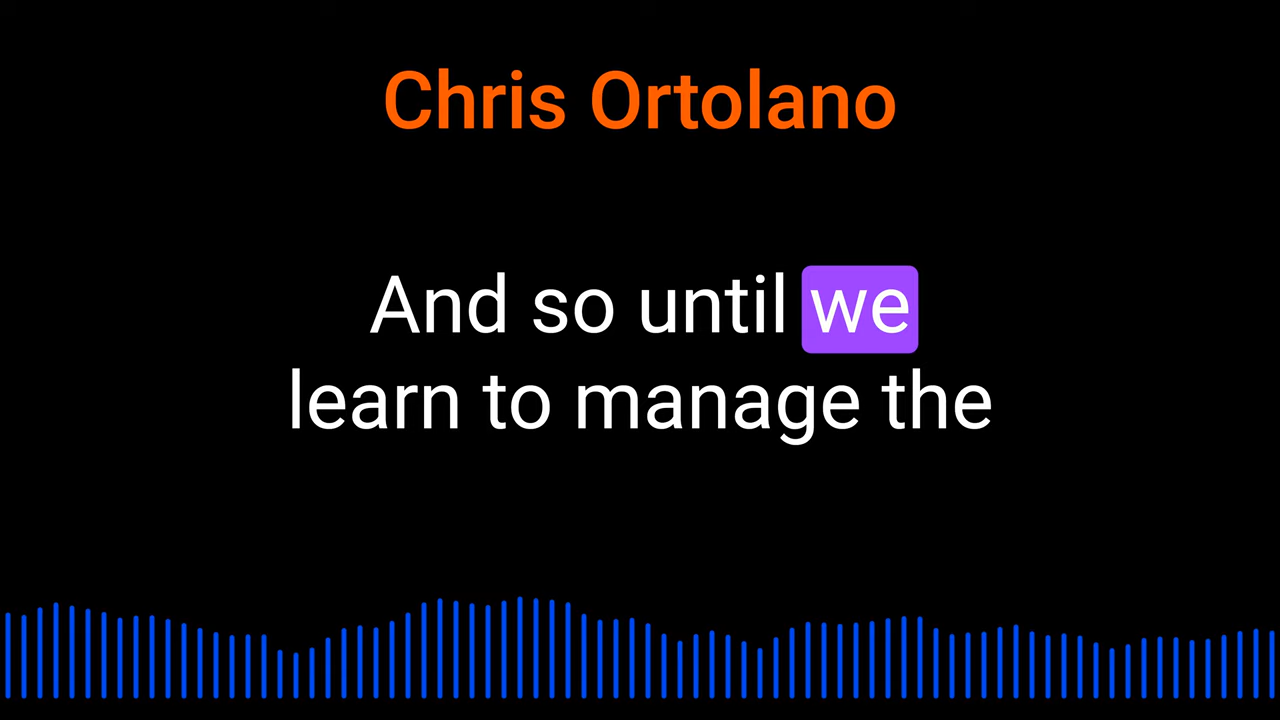 Chris Ortolano
And so until we
learn to manage the